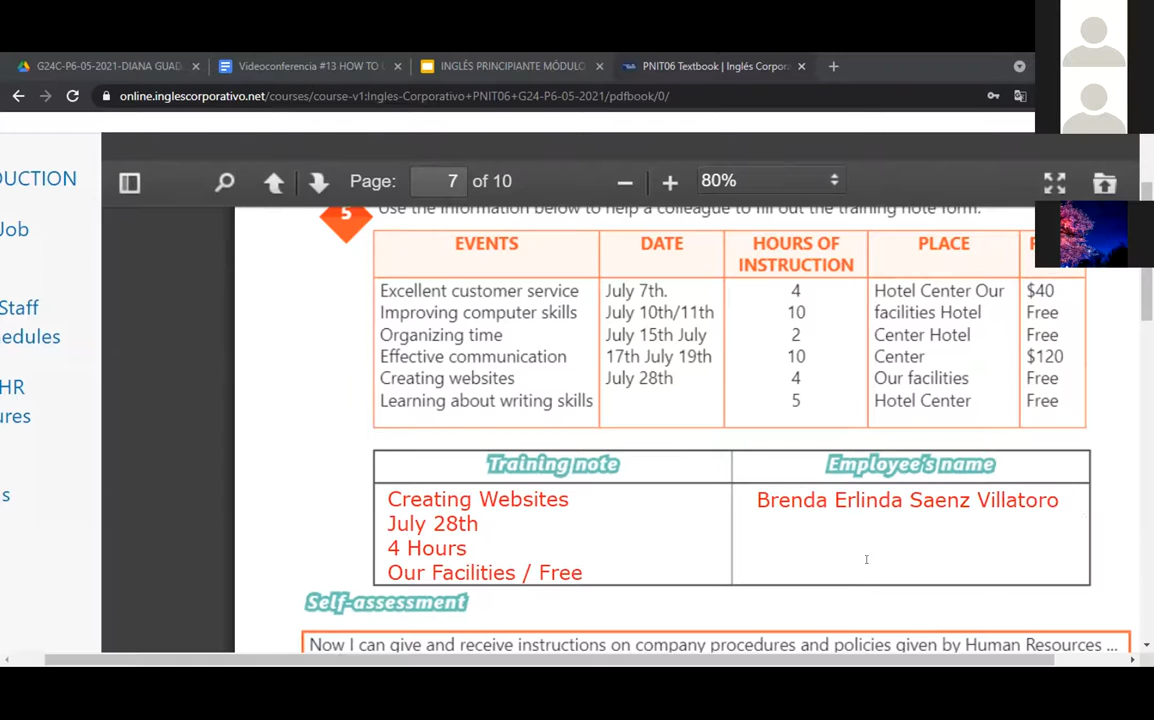 G24C-P6-05-2021-DIANA GUAD
Videoconferencia #13 HOW TO
INGLÉS PRINCIPIANTE MÓDULO
PNIT06 Textbook | Inglés Corpor
online.inglescorporativo.net/courses/course-v1:Ingles-Corporativo+PNIT06+G24-P6-05-2021/pdfbook/0/
Page: 7 of 10
80%
UCTION
Job
Staff
edules
HR
ures
s
5 Use the information below to help a colleague to fill out the training note form.
EVENTS DATE HOURS OF INSTRUCTION PLACE
Excellent customer service July 7th. 4 Hotel Center Our $40
Improving computer skills July 10th/11th 10 facilities Hotel Free
Organizing time July 15th July 2 Center Hotel Free
Effective communication 17th July 19th 10 Center $120
Creating websites July 28th 4 Our facilities Free
Learning about writing skills 5 Hotel Center Free
Training note Employee's name
Creating Websites Brenda Erlinda Saenz Villatoro
July 28th
4 Hours
Our Facilities / Free
Self-assessment
Now I can give and receive instructions on company procedures and policies given by Human Resources ...